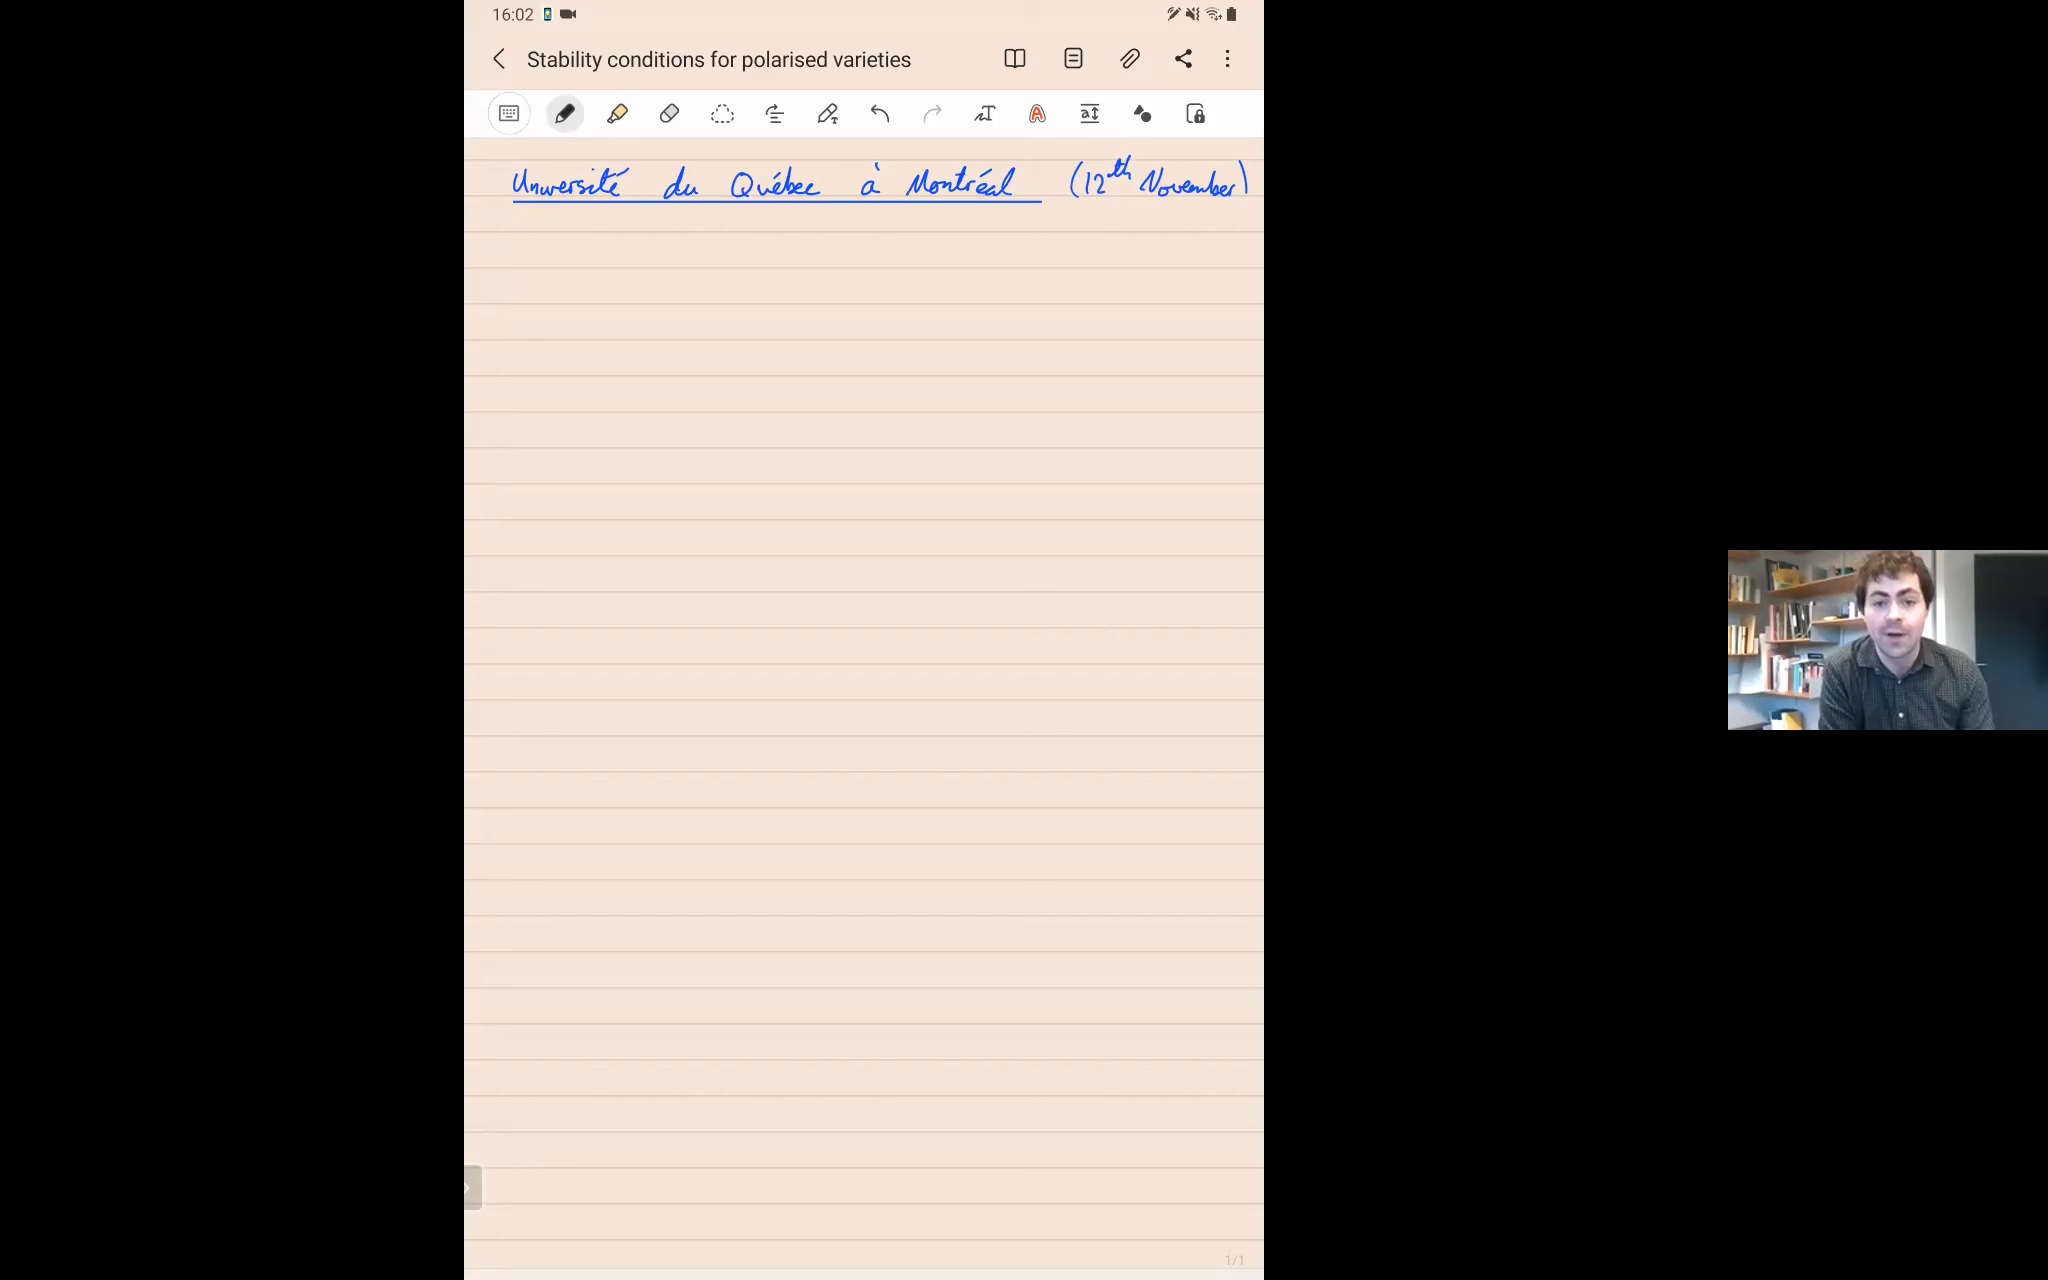 16:02
Stability conditions for polarised varieties
Université du Québec à Montréal (12th November)
1/1